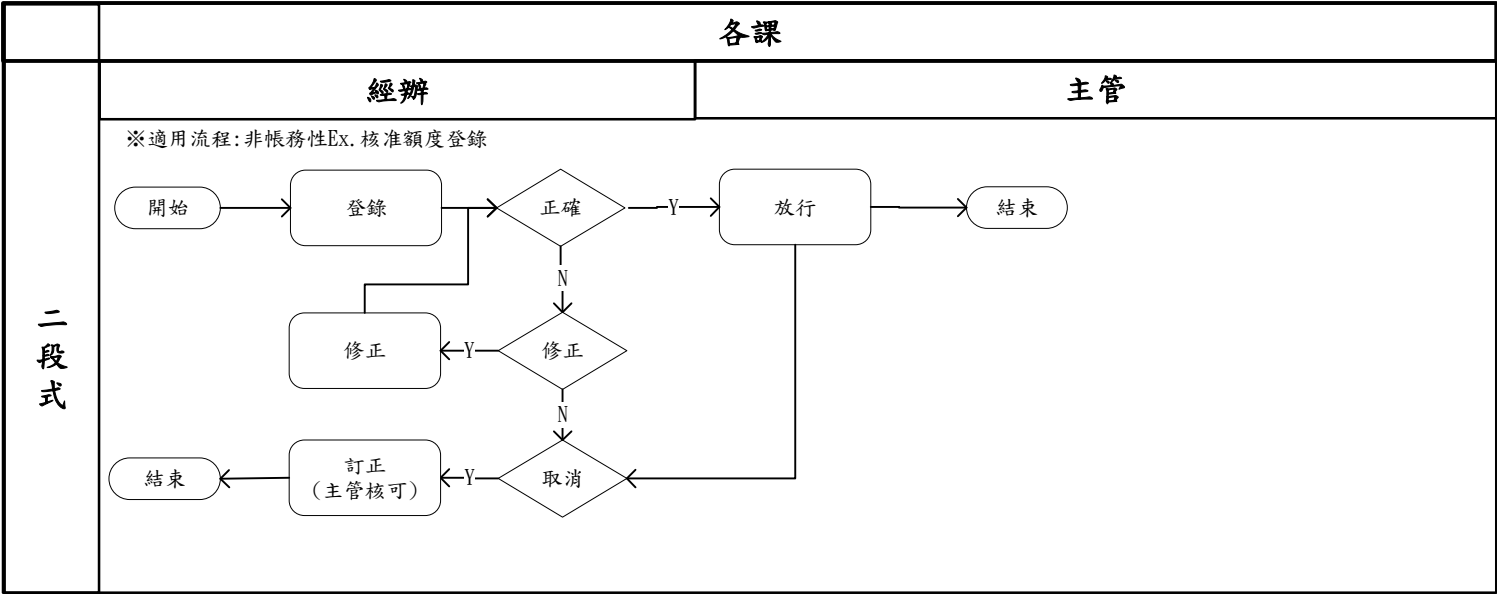 各課
經辦
主管
二段式
※適用流程:非帳務性Ex.核准額度登錄
開始
登錄
正確
Y
放行
結束
N
修正
Y
修正
N
結束
訂正
(主管核可)
Y
取消